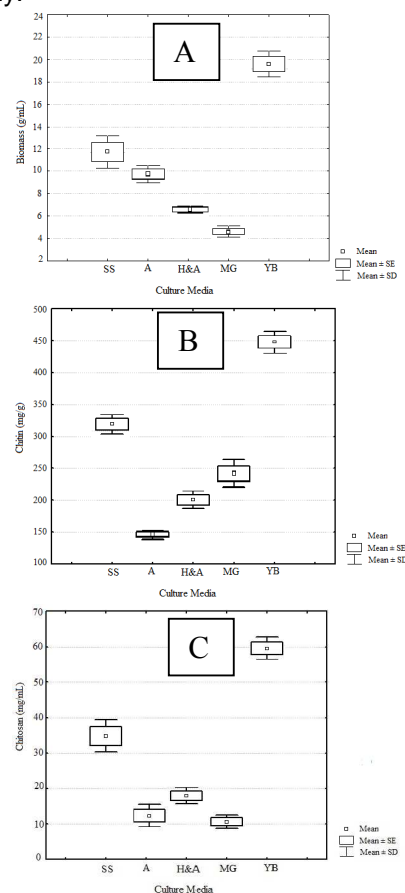 y.
24
22
20
18
16
14
12
10
8
6
4
2
Biomass (g/mL)
A
SS A H&A MG YB
Culture Media
Mean
Mean ± SE
Mean ± SD
500
450
400
350
300
250
200
150
100
Chitin (mg/g)
B
SS A H&A MG YB
Culture Media
Mean
Mean ± SE
Mean ± SD
70
60
50
40
30
20
10
0
Chitosan (mg/mL)
C
SS A H&A MG YB
Culture Media
Mean
Mean ± SE
Mean ± SD